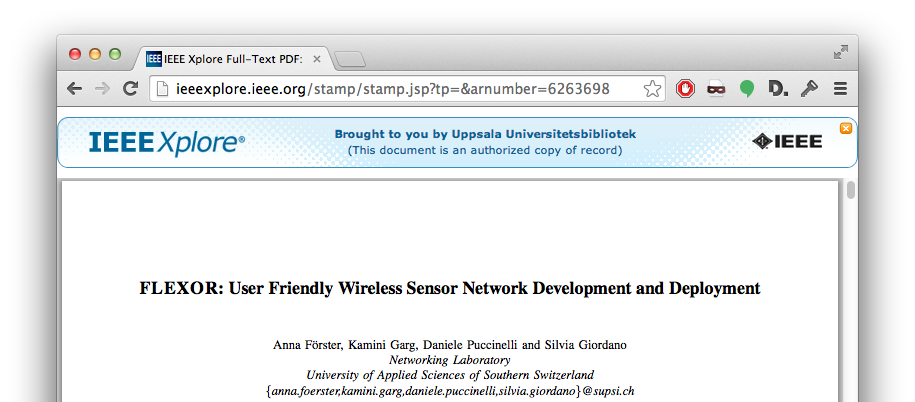 IEEE IEEE Xplore Full-Text PDF:
ieeexplore.ieee.org/stamp/stamp.jsp?tp=&arnumber=6263698
D.
IEEE Xplore®
Brought to you by Uppsala Universitetsbibliotek
(This document is an authorized copy of record)
IEEE
FLEXOR: User Friendly Wireless Sensor Network Development and Deployment
Anna Förster, Kamini Garg, Daniele Puccinelli and Silvia Giordano
Networking Laboratory
University of Applied Sciences of Southern Switzerland
{anna.foerster,kamini.garg,daniele.puccinelli,silvia.giordano}@supsi.ch